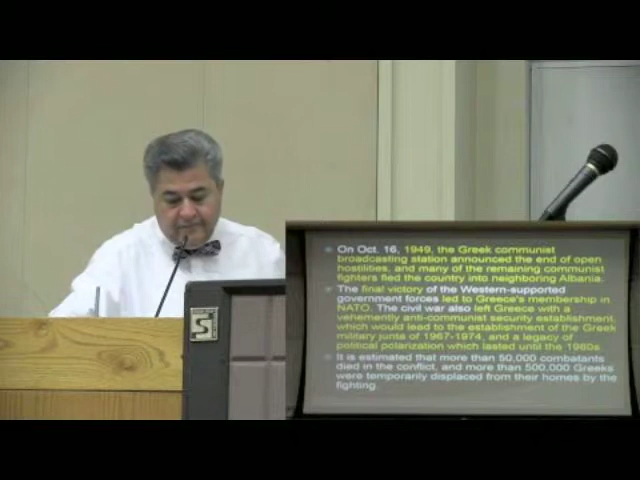 On Oct. 16, 1949, the Greek communist
broadcasting station announced the end of open
hostilities, and many of the remaining communist
fighters fled the country into neighboring Albania.
The final victory of the Western-supported
government forces led to Greece's membership in
NATO. The civil war also left Greece with a
vehemently anti-communist security establishment,
which would lead to the establishment of the Greek
military junta of 1967-1974, and a legacy of
political polarization which lasted until the 1980s.
It is estimated that more than 50,000 combatants
died in the conflict, and more than 500,000 Greeks
were temporarily displaced from their homes by the
fighting.
S